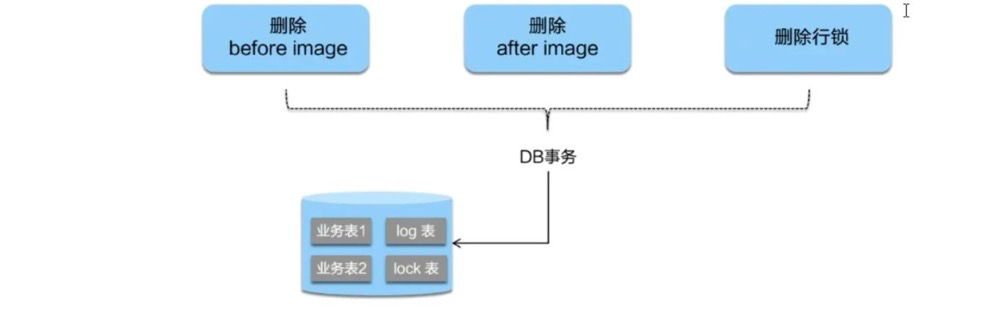 删除
before image
删除
after image
删除行锁
DB事务
业务表1
log 表
业务表2
lock 表